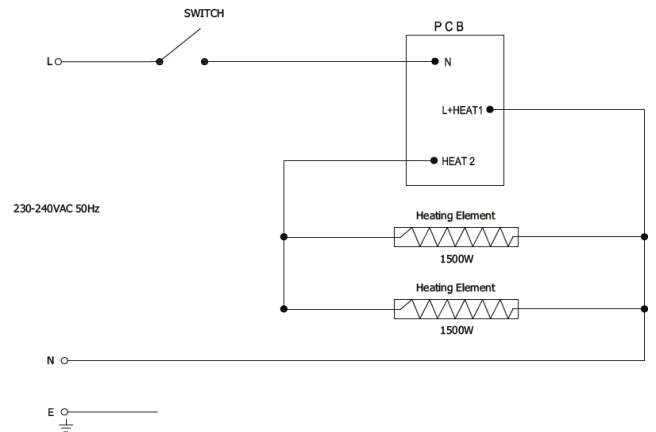 SWITCH
P C B
L
N
L+HEAT1
HEAT 2
230-240VAC 50Hz
Heating Element
1500W
Heating Element
1500W
N
E